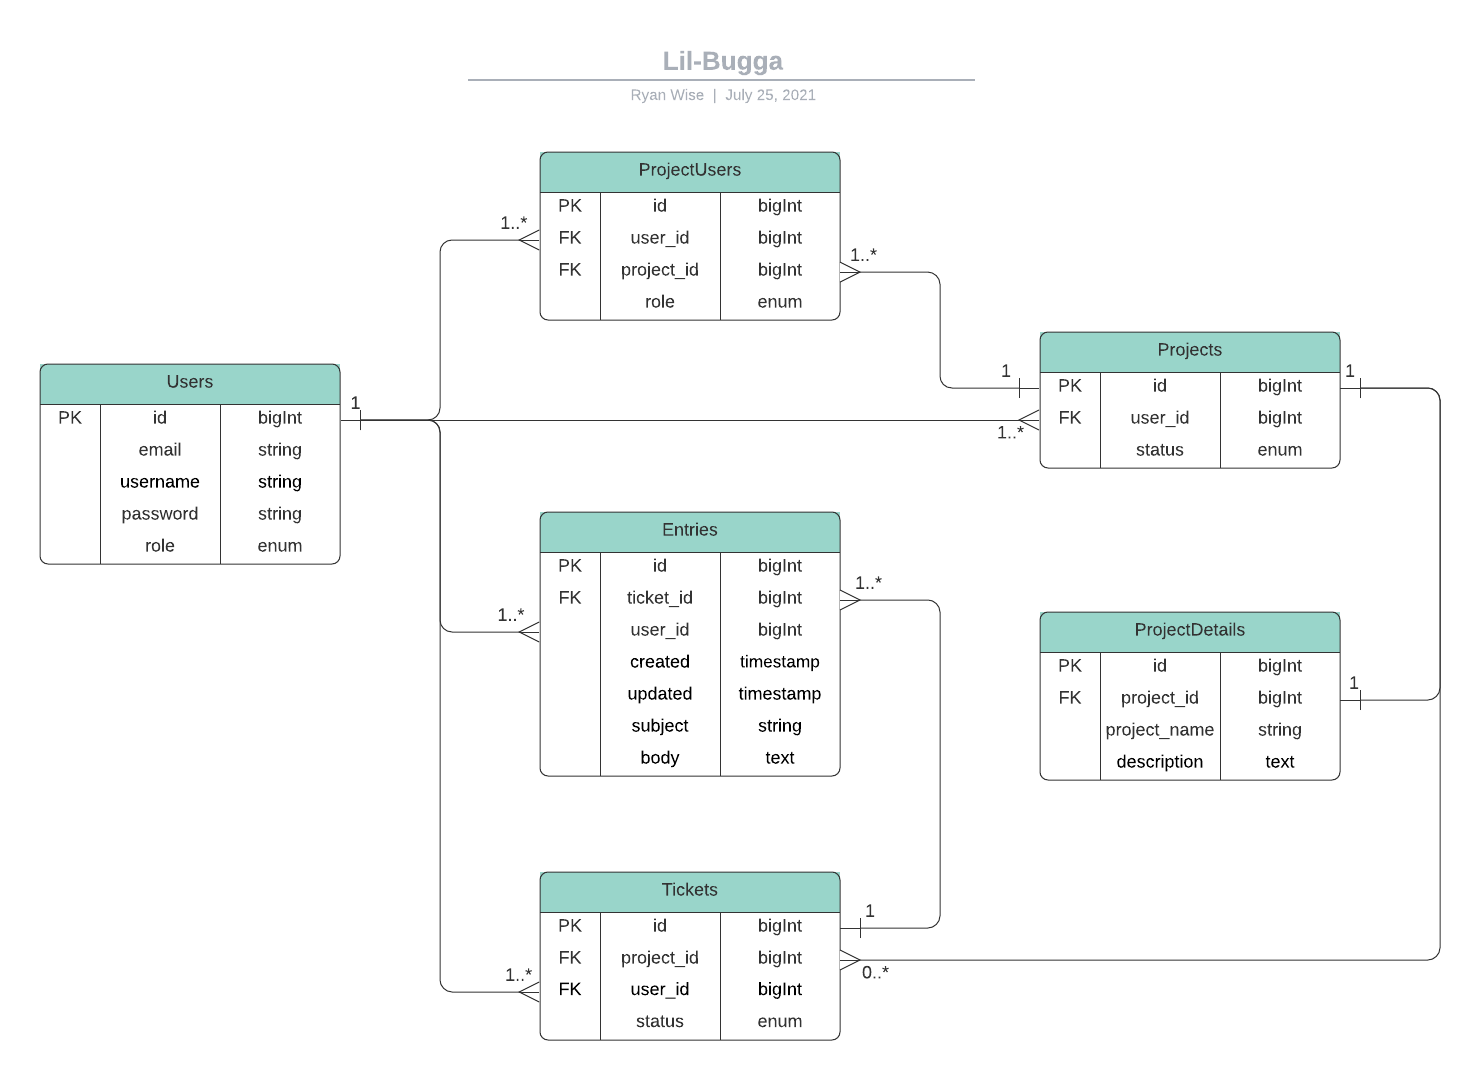 Lil-Bugga
Ryan Wise | July 25, 2021
ProjectUsers
PK id bigInt
FK user_id bigInt
FK project_id bigInt
role enum
1..*
1..*
Projects
PK id bigInt
FK user_id bigInt
status enum
1
1
1..*
Users
PK id bigInt
email string
username string
password string
role enum
1
Entries
PK id bigInt
FK ticket_id bigInt
user_id bigInt
created timestamp
updated timestamp
subject string
body text
1..*
1..*
ProjectDetails
PK id bigInt
FK project_id bigInt
project_name string
description text
1
Tickets
PK id bigInt
FK project_id bigInt
FK user_id bigInt
status enum
1
1..*
0..*